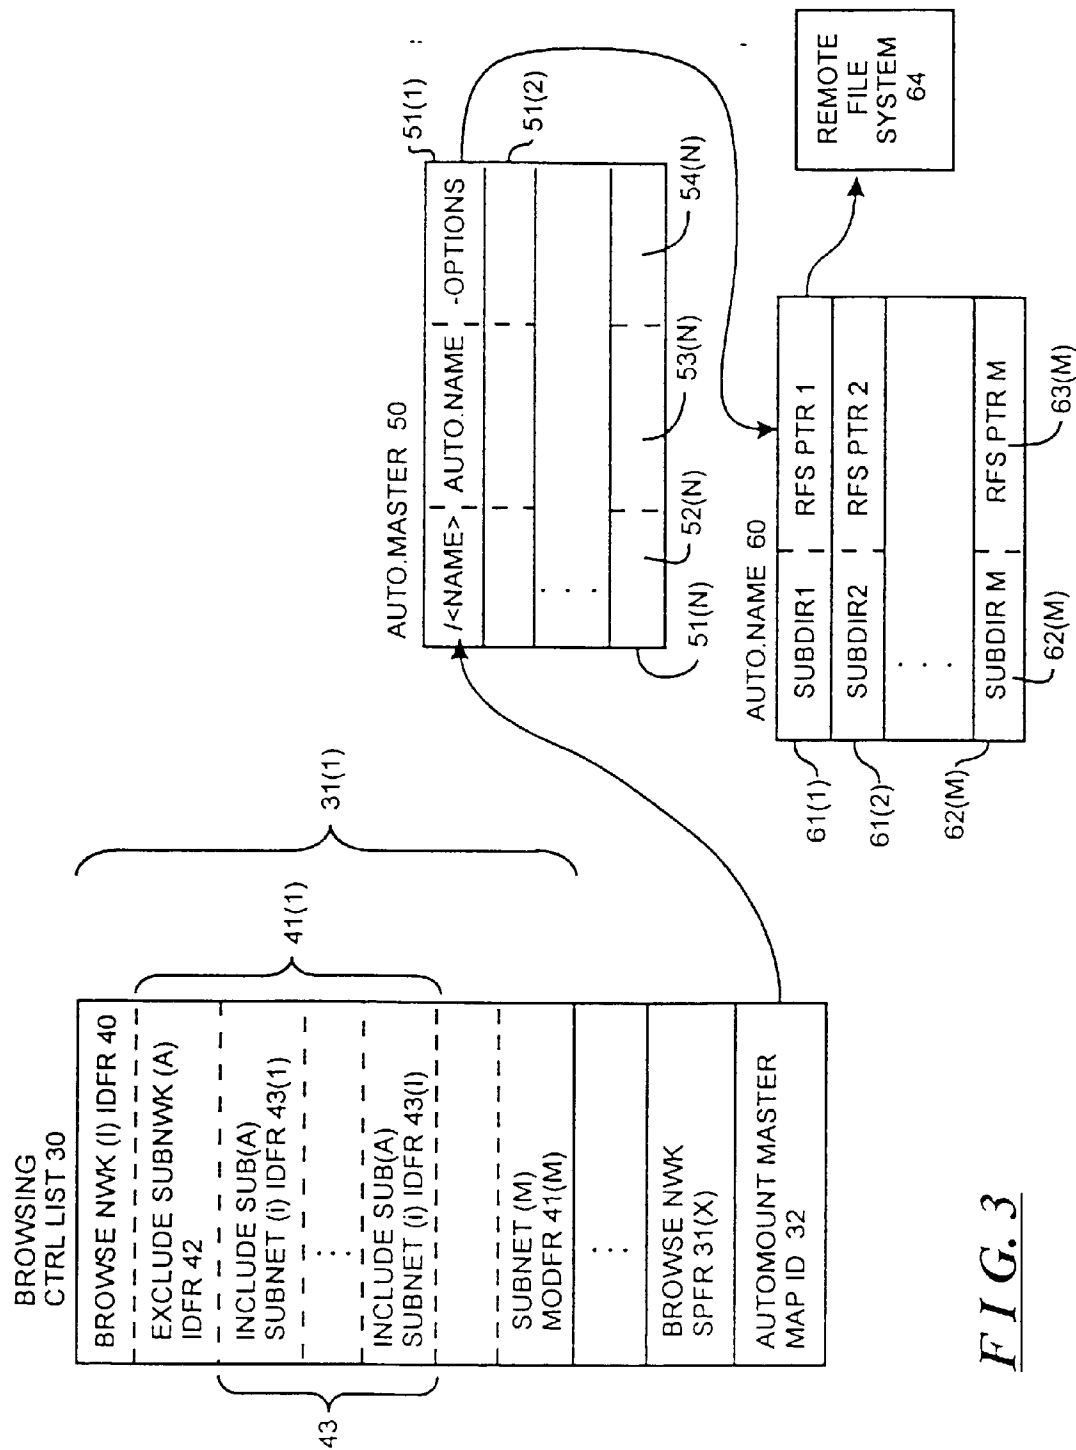 BROWSING
CTRL LIST 30
BROWSE NWK (I) IDFR 40
EXCLUDE SUBNWK (A)
IDFR 42
INCLUDE SUB(A)
SUBNET (i) IDFR 43(1)
. . .
INCLUDE SUB(A)
SUBNET (i) IDFR 43(I)
SUBNET (M)
MODFR 41(M)
. . .
BROWSE NWK
SPFR 31(X)
AUTOMOUNT MASTER
MAP ID 32
43
41(1)
31(1)
AUTO.MASTER 50
/<NAME> AUTO.NAME -OPTIONS
. . .
51(1)
51(2)
51(N)
52(N)
53(N)
54(N)
AUTO.NAME 60
SUBDIR1 RFS PTR 1
SUBDIR2 RFS PTR 2
. . .
SUBDIR M RFS PTR M
61(1)
61(2)
62(M)
62(M)
63(M)
REMOTE
FILE
SYSTEM
64
FIG. 3